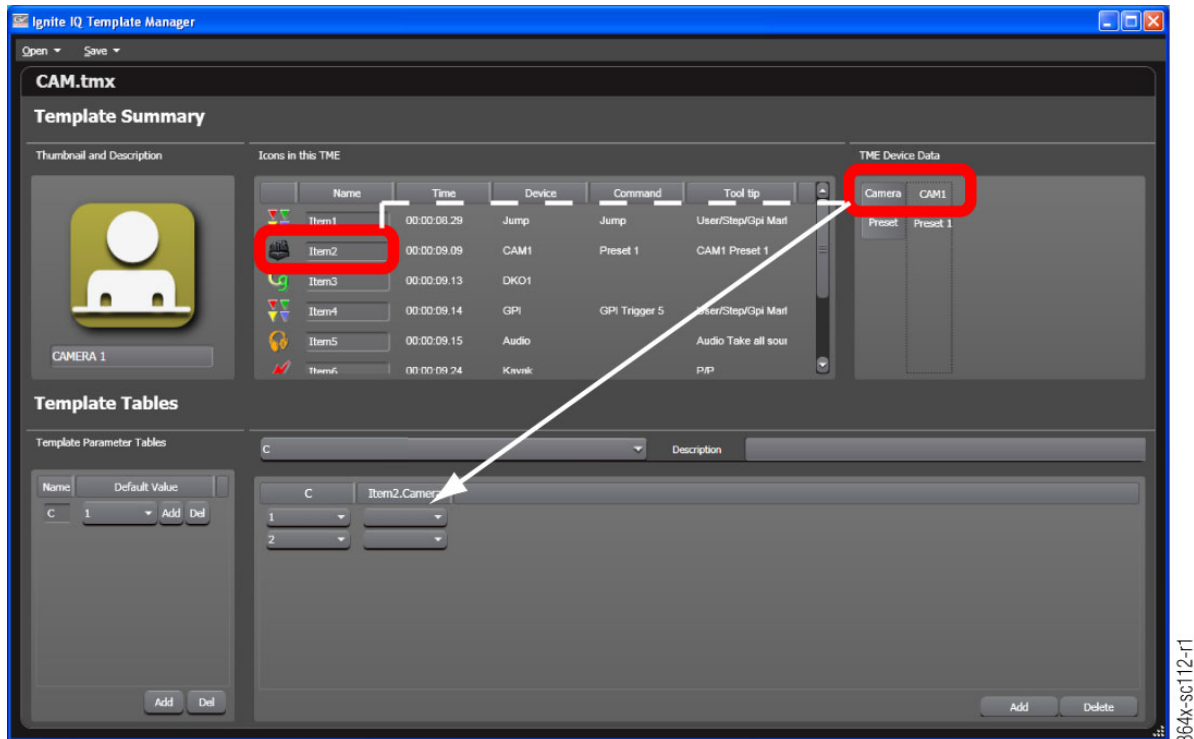 Ignite IQ Template Manager
Open Save
CAM.tmx
Template Summary
Thumbnail and Description
Icons in this TME
TME Device Data
Name Time Device Command Tool tip
Item1 00:00:08.29 Jump Jump User/Step/Gpi Marl
Item2 00:00:09.09 CAM1 Preset 1 CAM1 Preset 1
Item3 00:00:09.13 DKO1
Item4 00:00:09.14 GPI GPI Trigger 5 User/Step/Gpi Marl
Item5 00:00:09.15 Audio Audio Take all sour
Item6 00:00:09.24 Kayak P/P
Camera CAM1
Preset Preset 1
CAMERA 1
Template Tables
Template Parameter Tables
C
Description
Name Default Value
C 1 Add Del
Add Del
C Item2.Camera
1
2
Add Delete
864x-sc112-r1